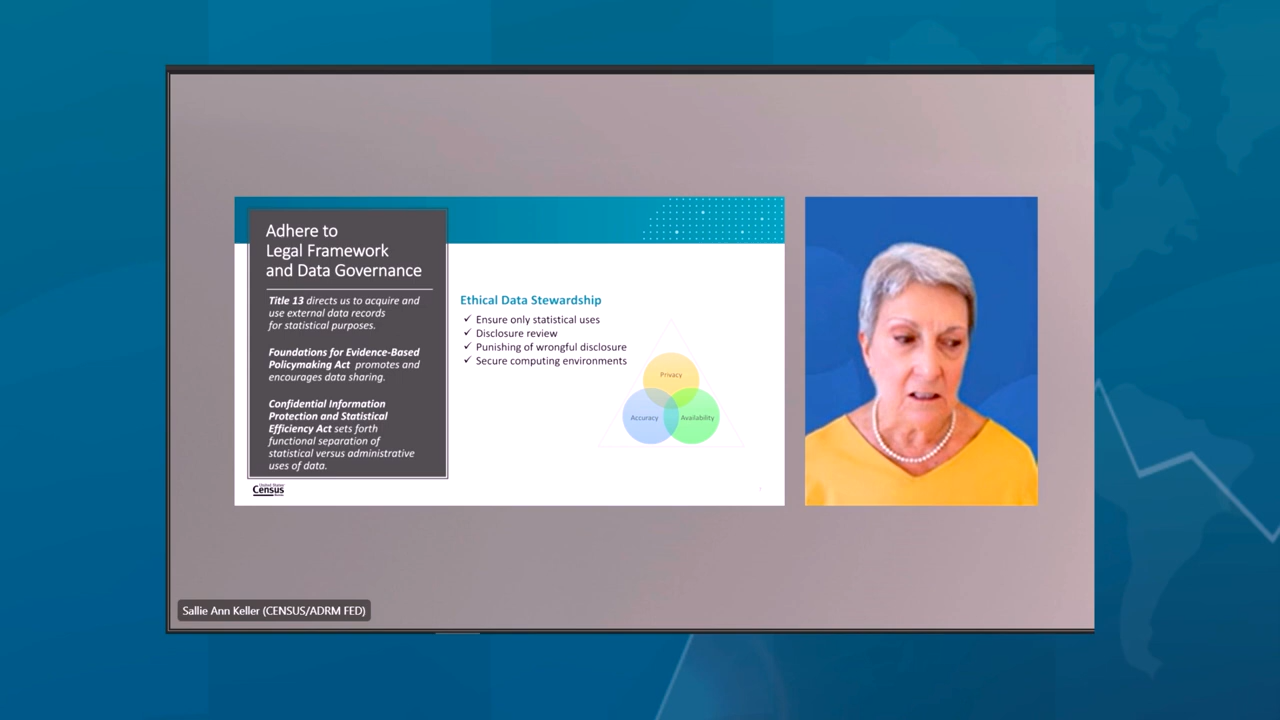 Adhere to
Legal Framework
and Data Governance
Title 13 directs us to acquire and
use external data records
for statistical purposes.
Foundations for Evidence-Based
Policymaking Act promotes and
encourages data sharing.
Confidential Information
Protection and Statistical
Efficiency Act sets forth
functional separation of
statistical versus administrative
uses of data.
Ethical Data Stewardship
✓ Ensure only statistical uses
✓ Disclosure review
✓ Punishing of wrongful disclosure
✓ Secure computing environments
Privacy
Accuracy
Availability
United States
Census
Sallie Ann Keller (CENSUS/ADRM FED)